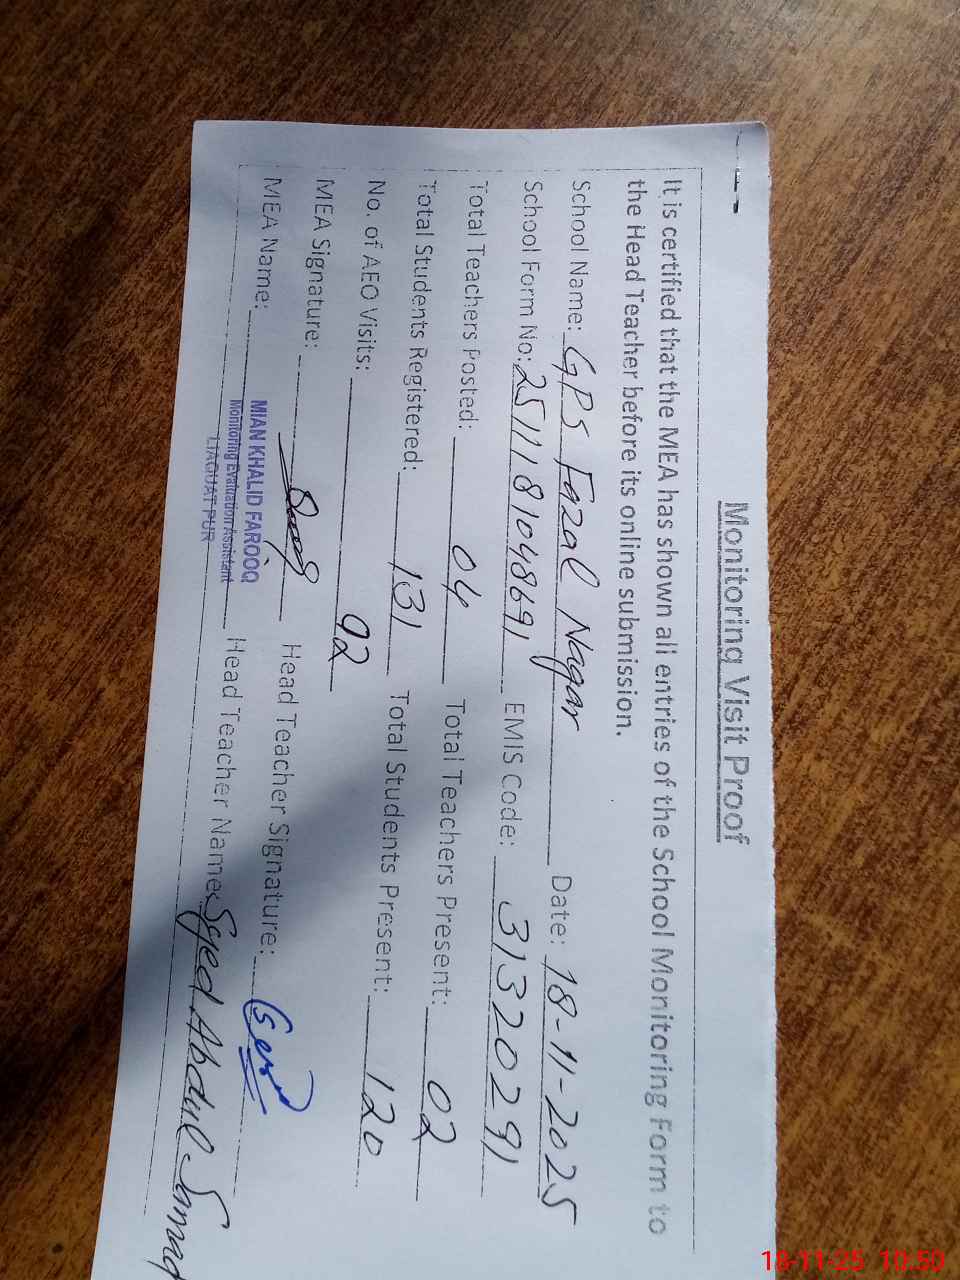 Monitoring Visit Proof
It is certified that the MEA has shown all entries of the School Monitoring Form to
the Head Teacher before its online submission.
School Name: GPS Fazal Nagar Date: 18-11-2025
School Form No: 2511181048691 EMIS Code: 31320291
Total Teachers Posted: 04 Total Teachers Present: 02
Total Students Registered: 131 Total Students Present: 120
No. of AEO Visits: 02
MEA Signature: Head Teacher Signature:
MEA Name: MIAN KHALID FAROOQ Head Teacher Name: Syed Abdul Samad
Monitoring Evaluation Assistant
LIAQUAT PUR
18-11-25 10:50